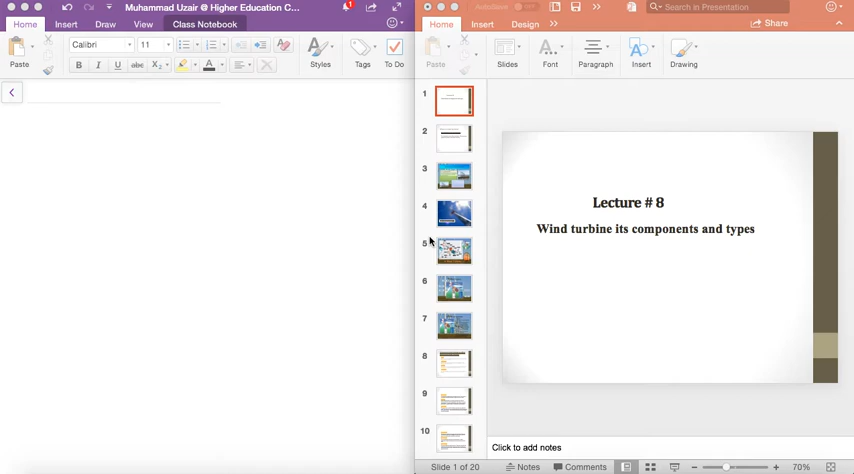 Muhammad Uzair @ Higher Education C...
1
Home Insert Draw View Class Notebook
Paste
Calibri 11
B I U abc X₂ A
Styles Tags To Do
AutoSave OFF
Search in Presentation
Home Insert Design
Share
Paste Slides Font Paragraph Insert Drawing
1
2
3
4
5
6
7
8
9
10
Lecture # 8
Wind turbine its components and types
Click to add notes
Slide 1 of 20 Notes Comments 70%